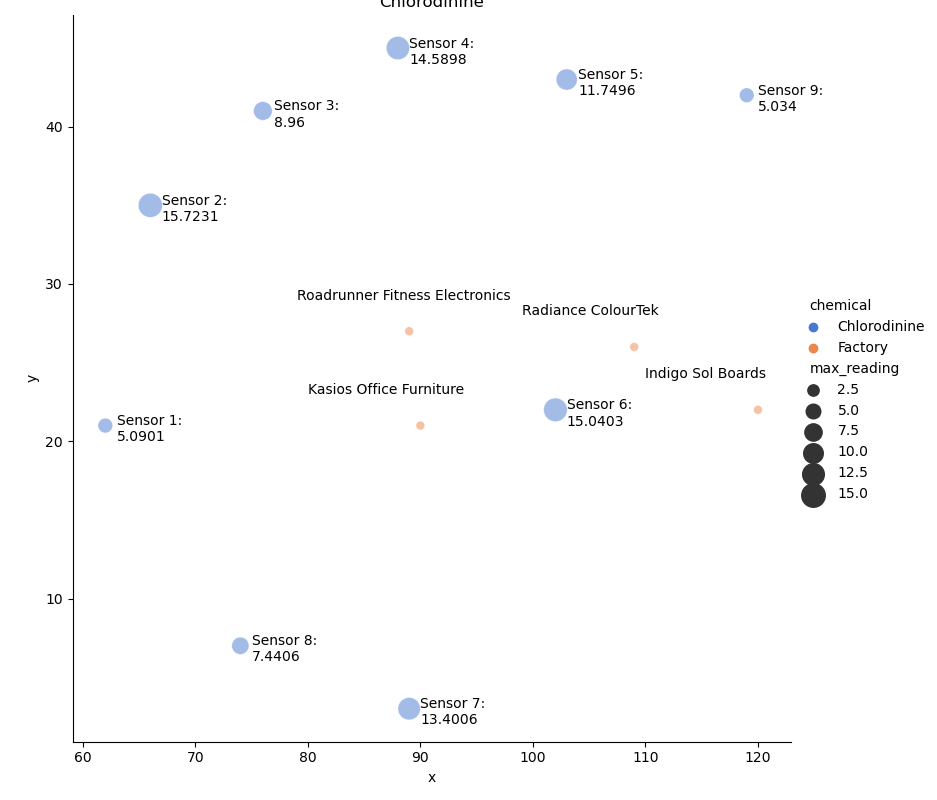 Chlorodinine
Sensor 4:
14.5898
Sensor 5:
11.7496
Sensor 9:
5.034
Sensor 3:
8.96
40
Sensor 2:
15.7231
30
Roadrunner Fitness Electronics
Radiance ColourTek
chemical
Chlorodinine
Factory
max_reading
2.5
5.0
7.5
10.0
12.5
15.0
y
Indigo Sol Boards
Kasios Office Furniture
Sensor 6:
15.0403
20
Sensor 1:
5.0901
10
Sensor 8:
7.4406
Sensor 7:
13.4006
60
70
80
90
100
110
120
x